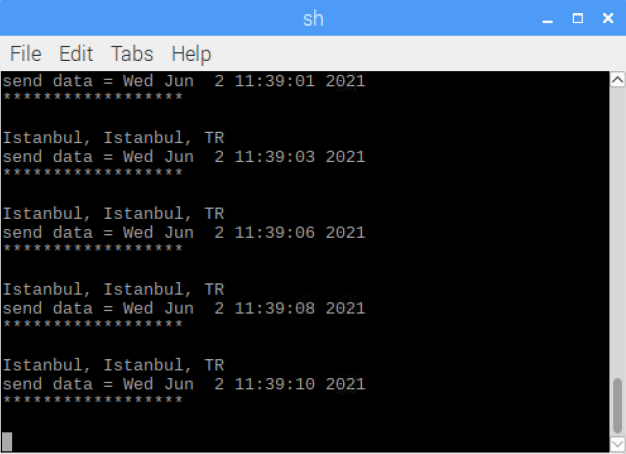 sh
File Edit Tabs Help
send data = Wed Jun  2 11:39:01 2021
******************

Istanbul, Istanbul, TR
send data = Wed Jun  2 11:39:03 2021
******************

Istanbul, Istanbul, TR
send data = Wed Jun  2 11:39:06 2021
******************

Istanbul, Istanbul, TR
send data = Wed Jun  2 11:39:08 2021
******************

Istanbul, Istanbul, TR
send data = Wed Jun  2 11:39:10 2021
******************